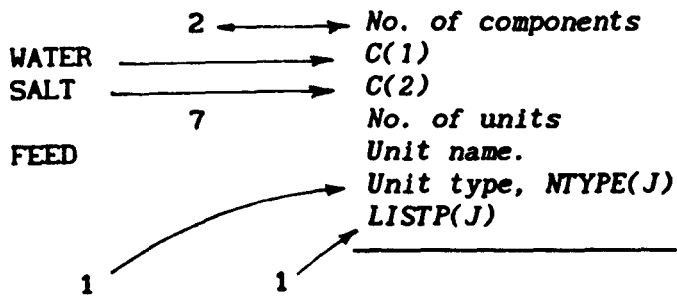 2 No. of components
WATER C(1)
SALT C(2)
7 No. of units
FEED Unit name.
Unit type, NTYPE(J)
LISTP(J)
1 1